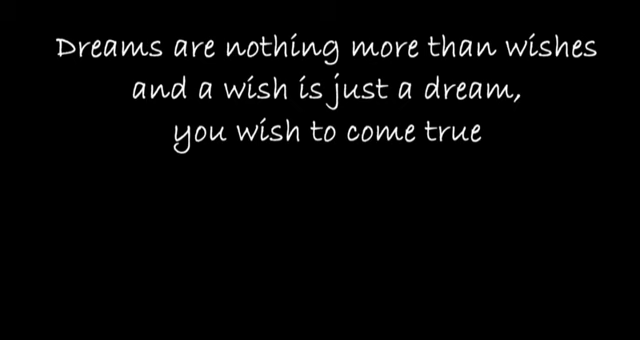 Dreams are nothing more than wishes
and a wish is just a dream,
you wish to come true